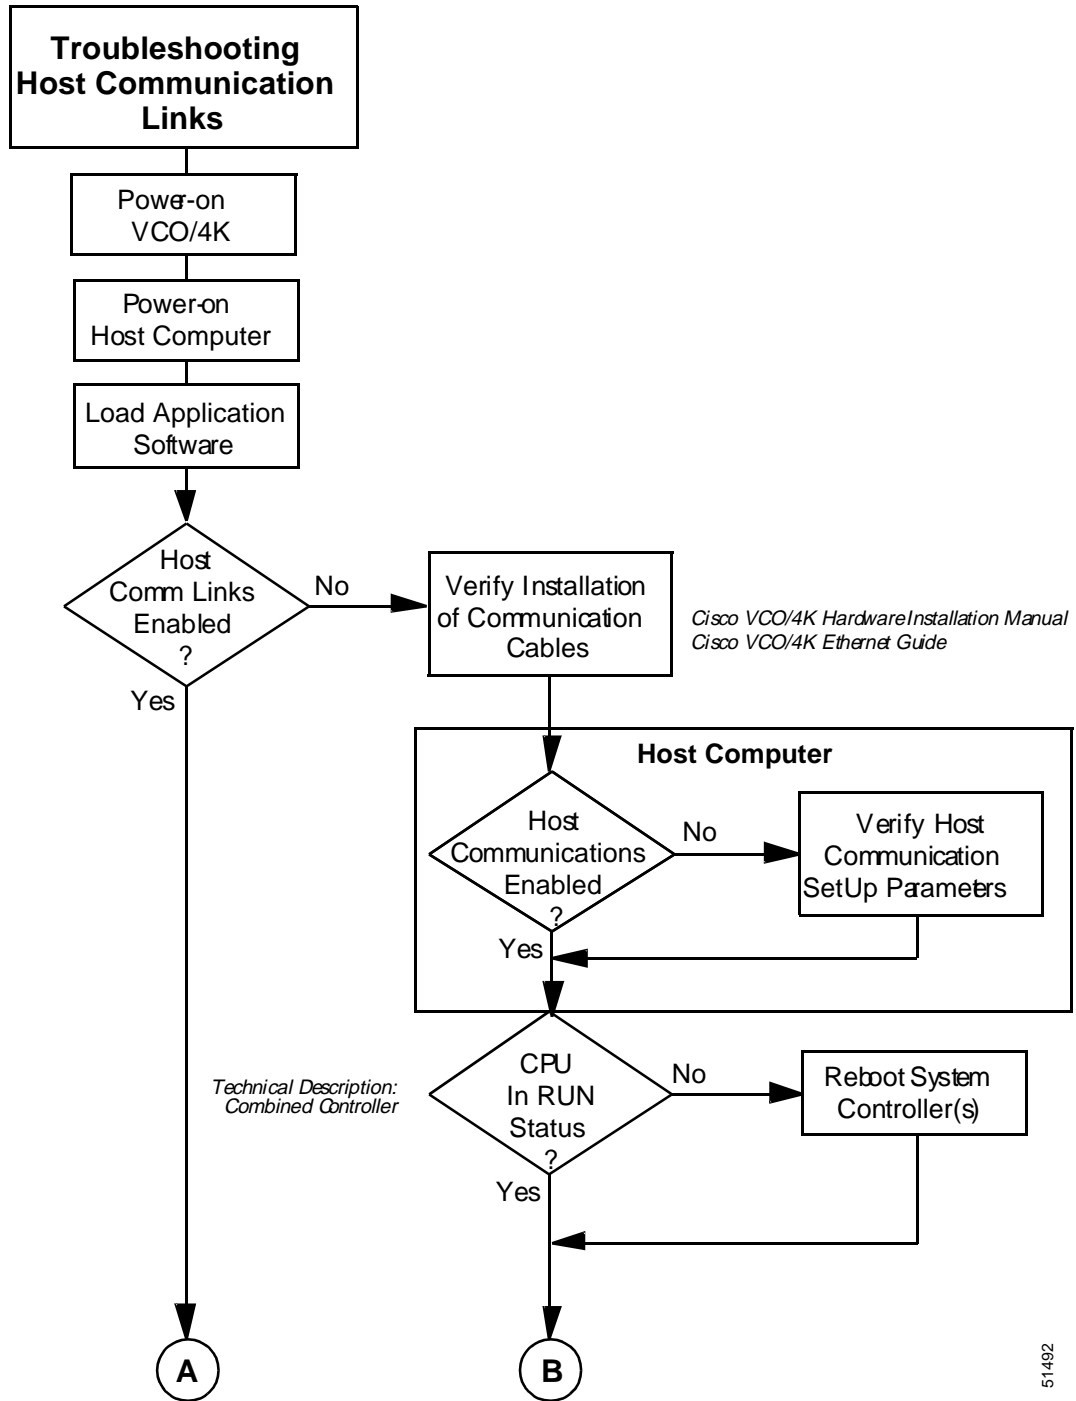 Troubleshooting
Host Communication
Links
Power-on
VCO/4K
Power-on
Host Computer
Load Application
Software
Host
Comm Links
Enabled
?
No
Yes
Verify Installation
of Communication
Cables
Cisco VCO/4K Hardware Installation Manual
Cisco VCO/4K Ethernet Guide
Host Computer
Host
Communications
Enabled
?
No
Yes
Verify Host
Communication
SetUp Parameters
Technical Description:
Combined Controller
CPU
In RUN
Status
?
No
Yes
Reboot System
Controller(s)
A
B
51492